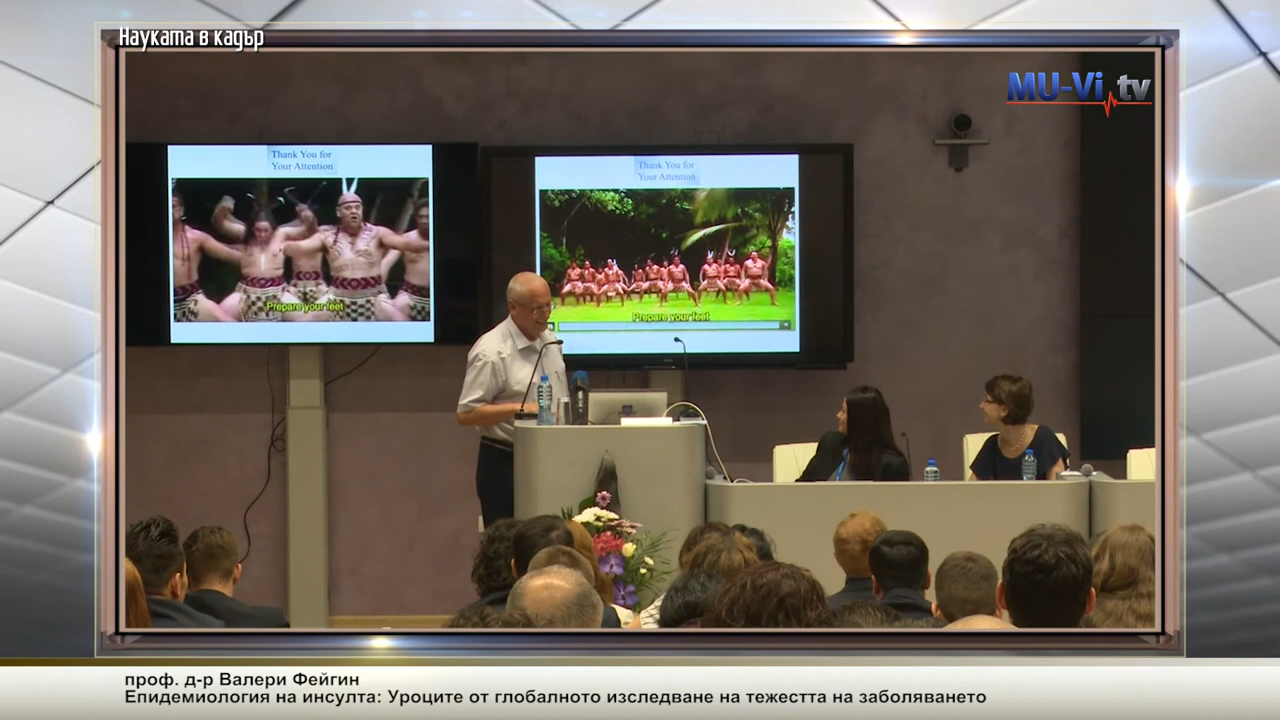 Науката в кадър
MU-Vi.tv
Thank You for
Your Attention
Prepare your feet
Thank You for
Your Attention
Prepare your feet
проф. д-р Валери Фейгин
Епидемиология на инсулта: Уроците от глобалното изследване на тежестта на заболяването